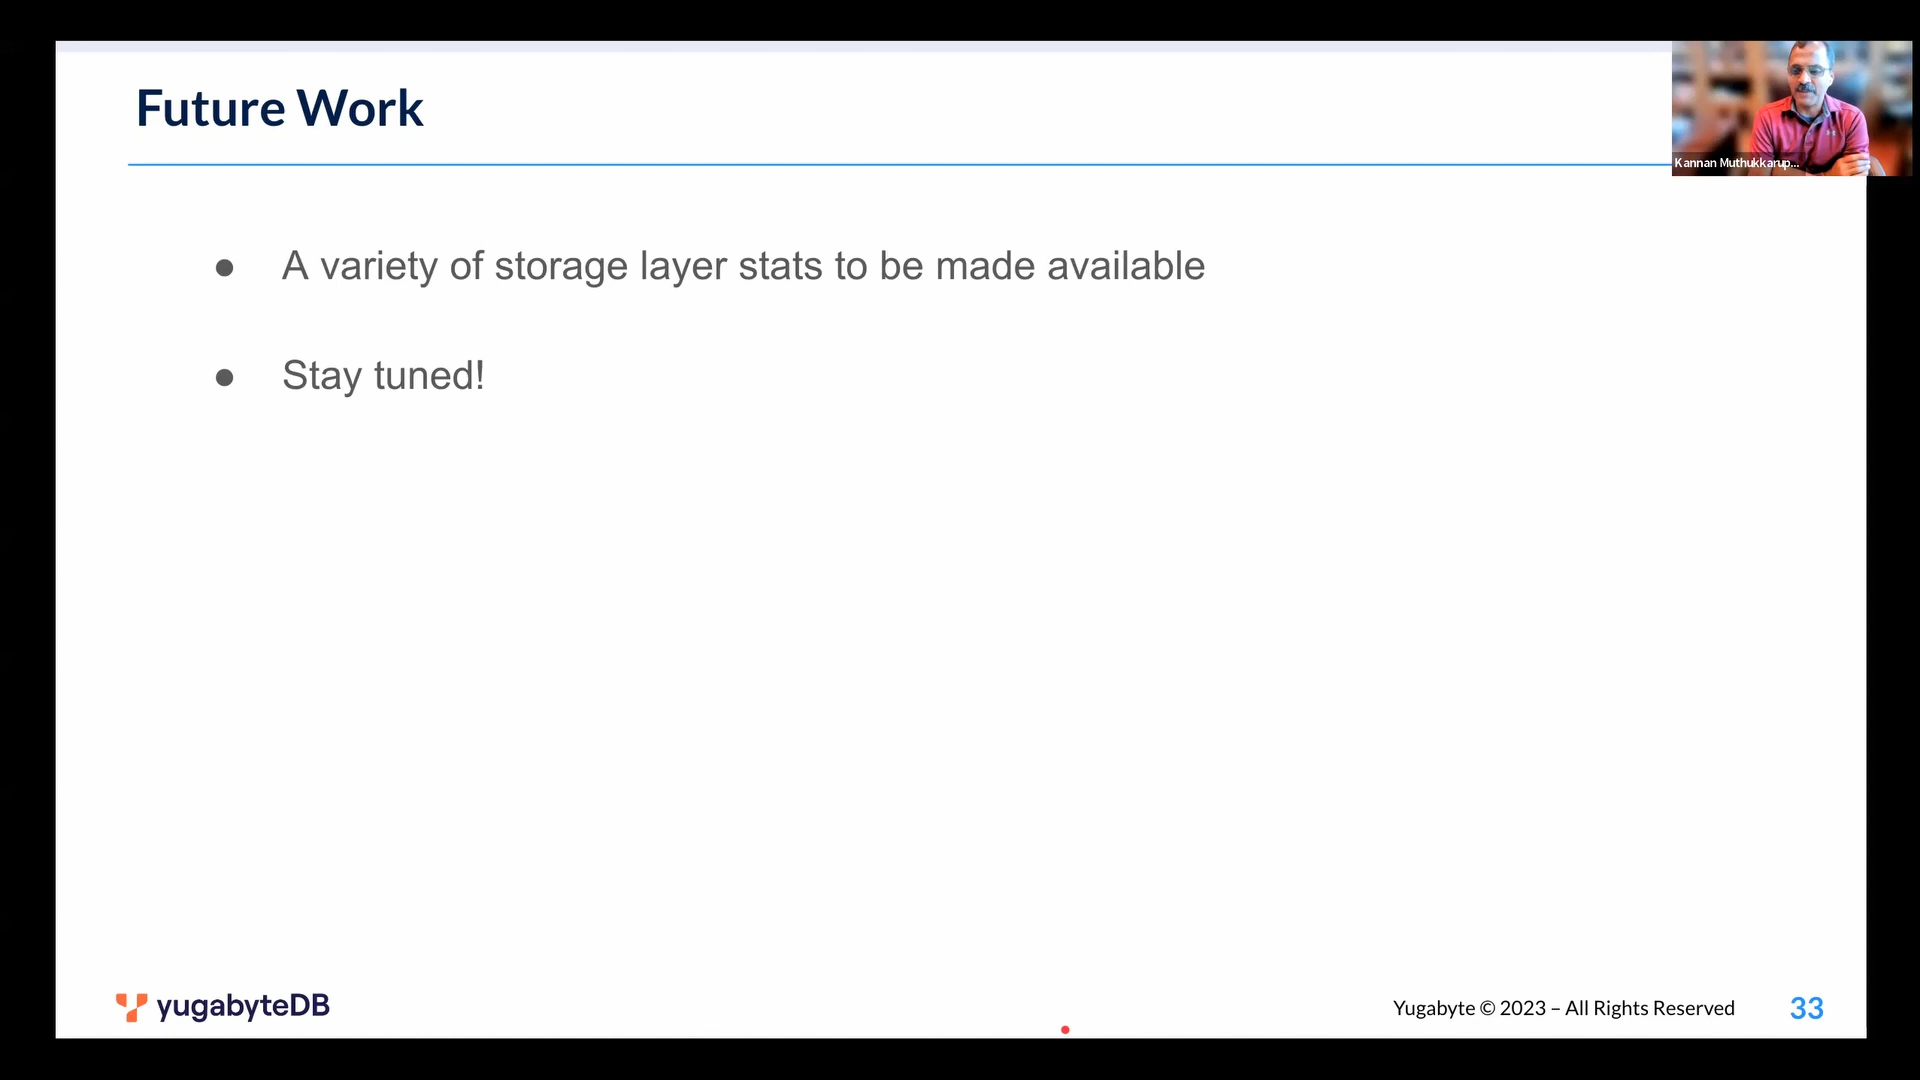 Future Work
Kannan Muthukkarup...
● A variety of storage layer stats to be made available
● Stay tuned!
yugabyteDB
Yugabyte © 2023 – All Rights Reserved
33